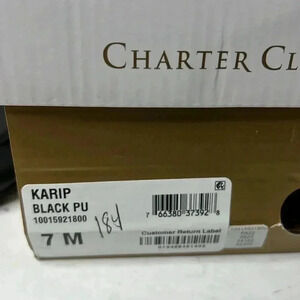 CHARTER CL
KARIP
BLACK PU
10015921800
7 M
184
7 66380 37392 8
Customer Return Label